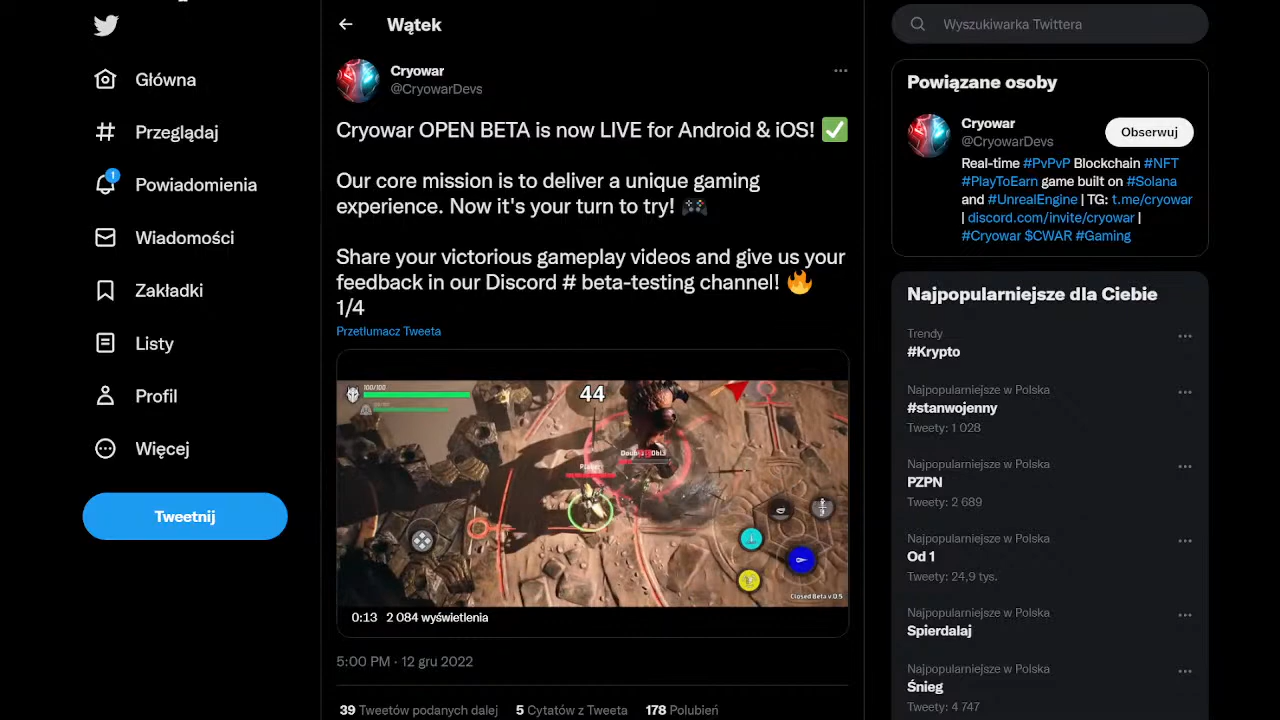 Główna
Przeglądaj
1
Powiadomienia
Wiadomości
Zakładki
Listy
Profil
Więcej
Tweetnij
Wątek
Cryowar
@CryowarDevs
Cryowar OPEN BETA is now LIVE for Android & iOS! ✅
Our core mission is to deliver a unique gaming
experience. Now it's your turn to try! 🎮
Share your victorious gameplay videos and give us your
feedback in our Discord # beta-testing channel! 🔥
1/4
Przetłumacz Tweeta
100/100
44
Player
Closed Beta v 0.5
0:13 2 084 wyświetlenia
5:00 PM · 12 gru 2022
39 Tweetów podanych dalej 5 Cytatów z Tweeta 178 Polubień
Wyszukiwarka Twittera
Powiązane osoby
Cryowar
@CryowarDevs
Obserwuj
Real-time #PvPvP Blockchain #NFT
#PlayToEarn game built on #Solana
and #UnrealEngine | TG: t.me/cryowar
| discord.com/invite/cryowar |
#Cryowar $CWAR #Gaming
Najpopularniejsze dla Ciebie
Trendy
#Krypto
Najpopularniejsze w Polska
#stanwojenny
Tweety: 1 028
Najpopularniejsze w Polska
PZPN
Tweety: 2 689
Najpopularniejsze w Polska
Od 1
Tweety: 24,9 tys.
Najpopularniejsze w Polska
Spierdalaj
Najpopularniejsze w Polska
Śnieg
Tweety: 4 747